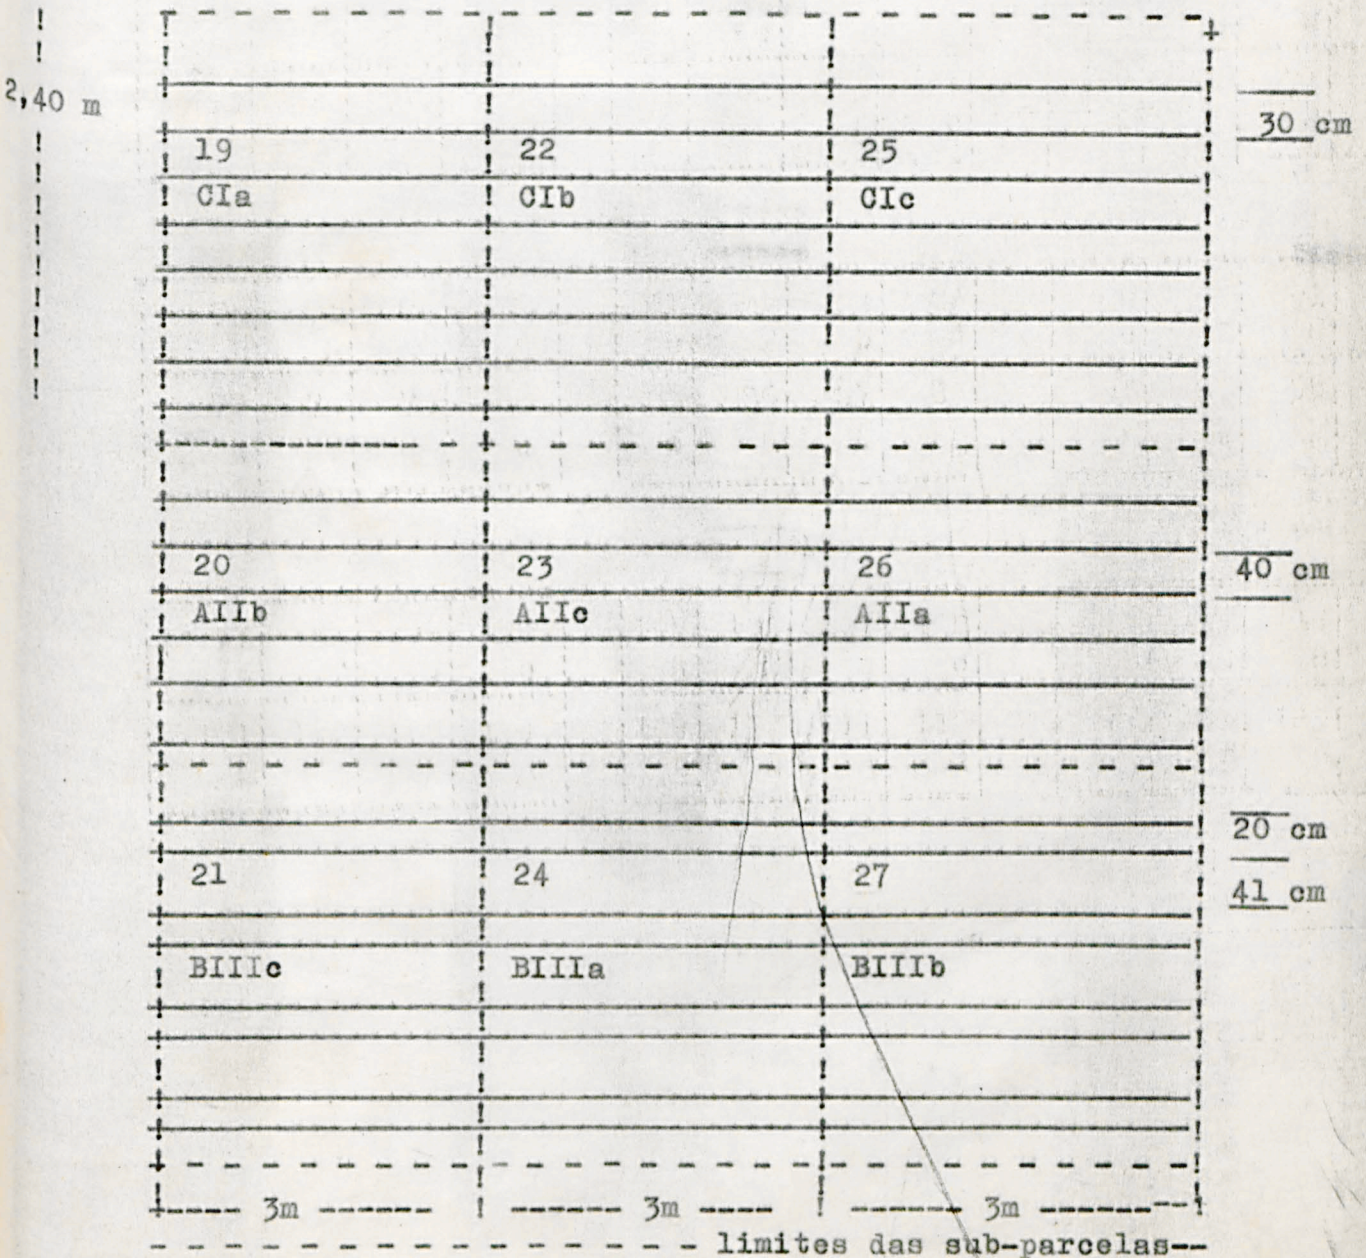 2,40 m
30 cm
19 22 25
CIa CIb CIc
20 23 26 40 cm
AIIb AIIc AIIa
20 cm
21 24 27
41 cm
BIIIc BIIIa BIIIb
3m 3m 3m
limites das sub-parcelas